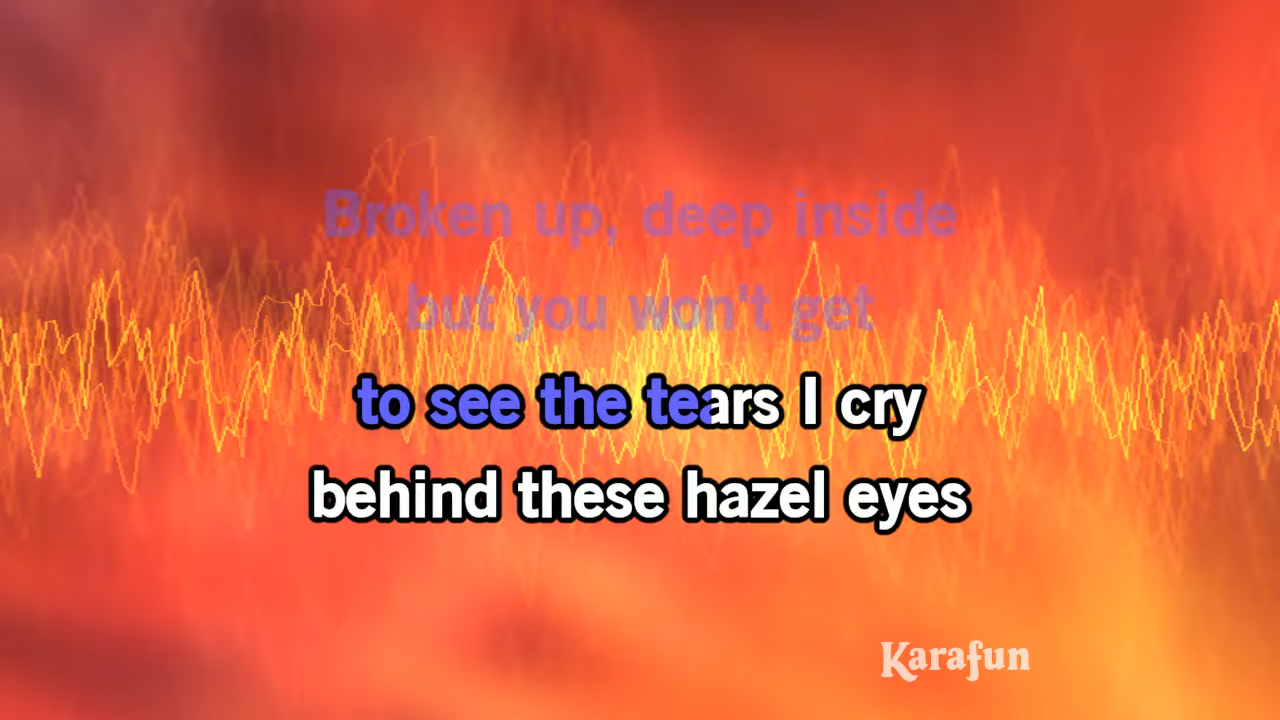 Broken up, deep inside
but you won't get
to see the tears I cry
behind these hazel eyes
Karafun